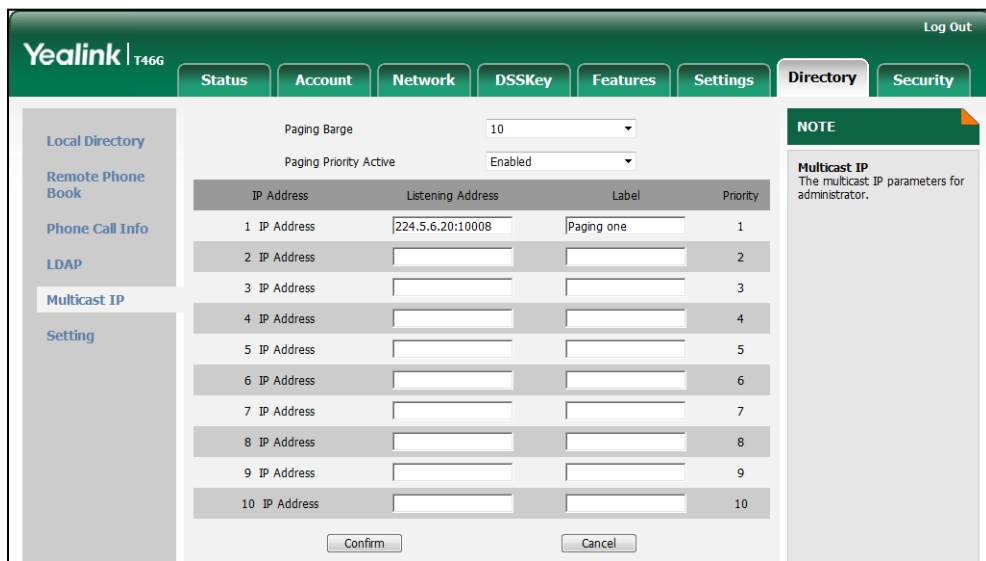 Log Out
Yealink T46G
Status Account Network DSSKey Features Settings Directory Security
Local Directory
Remote Phone
Book
Phone Call Info
LDAP
Multicast IP
Setting
Paging Barge 10
Paging Priority Active Enabled
IP Address Listening Address Label Priority
1 IP Address 224.5.6.20:10008 Paging one 1
2 IP Address 2
3 IP Address 3
4 IP Address 4
5 IP Address 5
6 IP Address 6
7 IP Address 7
8 IP Address 8
9 IP Address 9
10 IP Address 10
Confirm Cancel
NOTE
Multicast IP
The multicast IP parameters for
administrator.